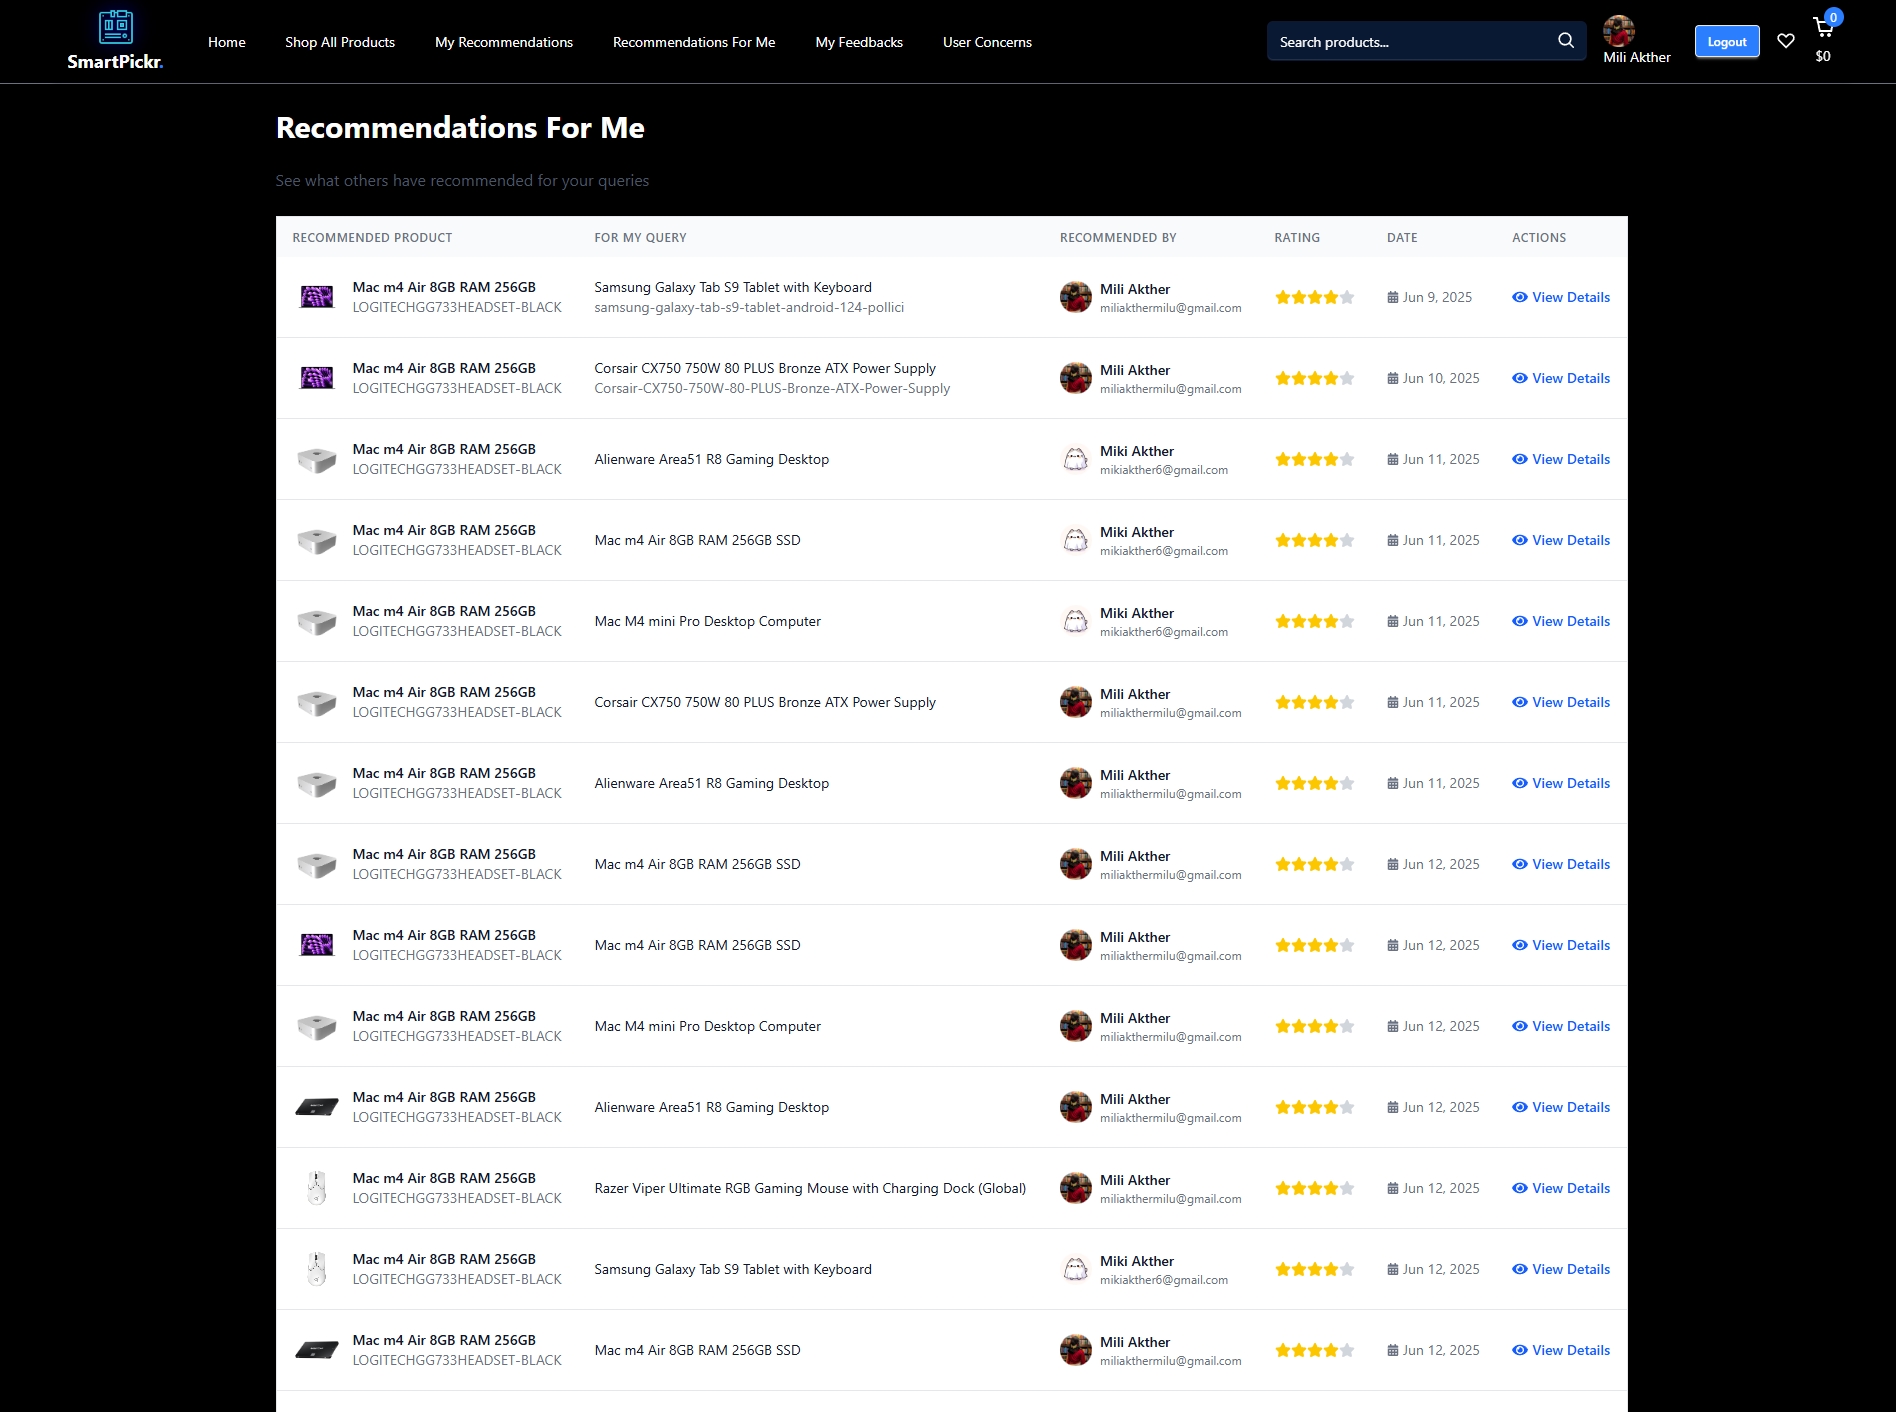 SmartPickr.
Home
Shop All Products
My Recommendations
Recommendations For Me
My Feedbacks
User Concerns
Search products...
Mili Akther
Logout
0
$0
Recommendations For Me
See what others have recommended for your queries
RECOMMENDED PRODUCT FOR MY QUERY RECOMMENDED BY RATING DATE ACTIONS
Mac m4 Air 8GB RAM 256GB
LOGITECHGG733HEADSET-BLACK
Samsung Galaxy Tab S9 Tablet with Keyboard
samsung-galaxy-tab-s9-tablet-android-124-pollici
Mili Akther
miliakthermilu@gmail.com
Jun 9, 2025
View Details
Mac m4 Air 8GB RAM 256GB
LOGITECHGG733HEADSET-BLACK
Corsair CX750 750W 80 PLUS Bronze ATX Power Supply
Corsair-CX750-750W-80-PLUS-Bronze-ATX-Power-Supply
Mili Akther
miliakthermilu@gmail.com
Jun 10, 2025
View Details
Mac m4 Air 8GB RAM 256GB
LOGITECHGG733HEADSET-BLACK
Alienware Area51 R8 Gaming Desktop
Miki Akther
mikiakther6@gmail.com
Jun 11, 2025
View Details
Mac m4 Air 8GB RAM 256GB
LOGITECHGG733HEADSET-BLACK
Mac m4 Air 8GB RAM 256GB SSD
Miki Akther
mikiakther6@gmail.com
Jun 11, 2025
View Details
Mac m4 Air 8GB RAM 256GB
LOGITECHGG733HEADSET-BLACK
Mac M4 mini Pro Desktop Computer
Miki Akther
mikiakther6@gmail.com
Jun 11, 2025
View Details
Mac m4 Air 8GB RAM 256GB
LOGITECHGG733HEADSET-BLACK
Corsair CX750 750W 80 PLUS Bronze ATX Power Supply
Mili Akther
miliakthermilu@gmail.com
Jun 11, 2025
View Details
Mac m4 Air 8GB RAM 256GB
LOGITECHGG733HEADSET-BLACK
Alienware Area51 R8 Gaming Desktop
Mili Akther
miliakthermilu@gmail.com
Jun 11, 2025
View Details
Mac m4 Air 8GB RAM 256GB
LOGITECHGG733HEADSET-BLACK
Mac m4 Air 8GB RAM 256GB SSD
Mili Akther
miliakthermilu@gmail.com
Jun 12, 2025
View Details
Mac m4 Air 8GB RAM 256GB
LOGITECHGG733HEADSET-BLACK
Mac m4 Air 8GB RAM 256GB SSD
Mili Akther
miliakthermilu@gmail.com
Jun 12, 2025
View Details
Mac m4 Air 8GB RAM 256GB
LOGITECHGG733HEADSET-BLACK
Mac M4 mini Pro Desktop Computer
Mili Akther
miliakthermilu@gmail.com
Jun 12, 2025
View Details
Mac m4 Air 8GB RAM 256GB
LOGITECHGG733HEADSET-BLACK
Alienware Area51 R8 Gaming Desktop
Mili Akther
miliakthermilu@gmail.com
Jun 12, 2025
View Details
Mac m4 Air 8GB RAM 256GB
LOGITECHGG733HEADSET-BLACK
Razer Viper Ultimate RGB Gaming Mouse with Charging Dock (Global)
Mili Akther
miliakthermilu@gmail.com
Jun 12, 2025
View Details
Mac m4 Air 8GB RAM 256GB
LOGITECHGG733HEADSET-BLACK
Samsung Galaxy Tab S9 Tablet with Keyboard
Miki Akther
mikiakther6@gmail.com
Jun 12, 2025
View Details
Mac m4 Air 8GB RAM 256GB
LOGITECHGG733HEADSET-BLACK
Mac m4 Air 8GB RAM 256GB SSD
Mili Akther
miliakthermilu@gmail.com
Jun 12, 2025
View Details